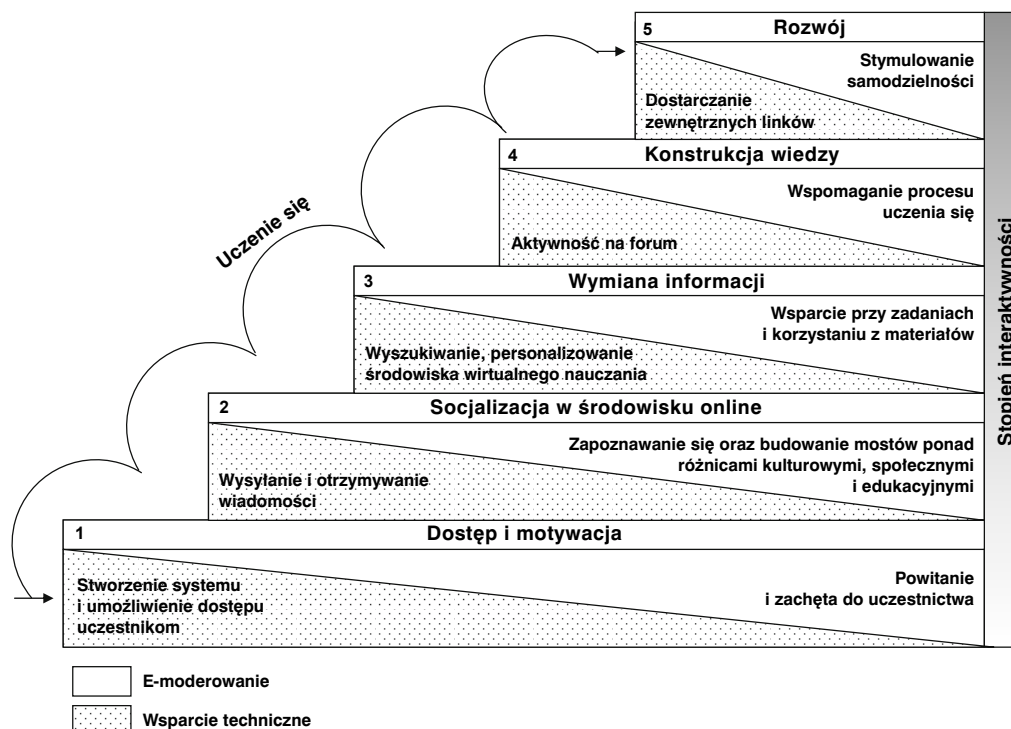 5 Rozwój
Stymulowanie
samodzielności
Dostarczanie
zewnętrznych linków
4 Konstrukcja wiedzy
Wspomaganie procesu
uczenia się
Aktywność na forum
3 Wymiana informacji
Wsparcie przy zadaniach
i korzystaniu z materiałów
Wyszukiwanie, personalizowanie
środowiska wirtualnego nauczania
2 Socjalizacja w środowisku online
Zapoznawanie się oraz budowanie mostów ponad
różnicami kulturowymi, społecznymi
i edukacyjnymi
Wysyłanie i otrzymywanie
wiadomości
1 Dostęp i motywacja
Powitanie
i zachęta do uczestnictwa
Stworzenie systemu
i umożliwienie dostępu
uczestnikom
Uczenie się
Stopień interaktywności
E-moderowanie
Wsparcie techniczne